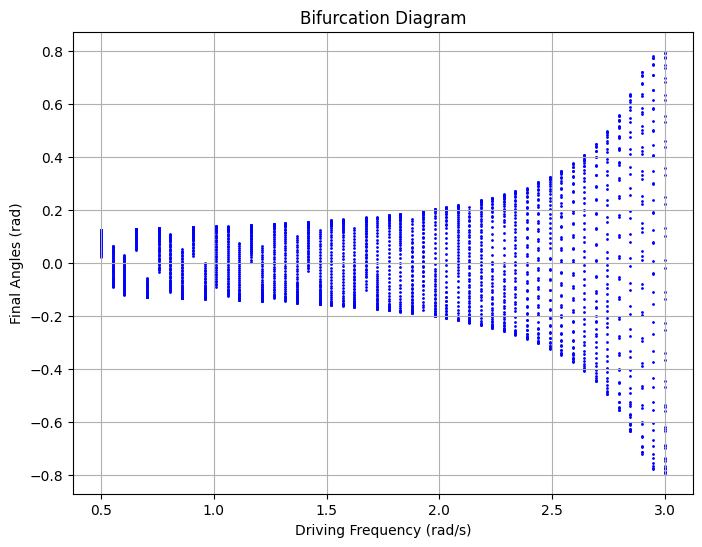 Bifurcation Diagram
Final Angles (rad)
0.8
0.6
0.4
0.2
0.0
−0.2
−0.4
−0.6
−0.8
0.5 1.0 1.5 2.0 2.5 3.0
Driving Frequency (rad/s)